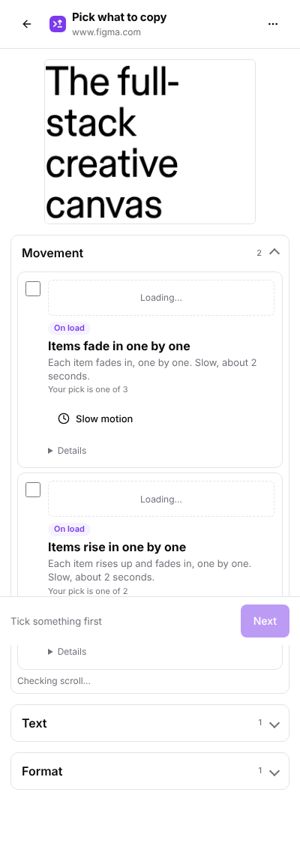 Pick what to copy
www.figma.com
The full-
stack
creative
canvas
Movement
2
Loading...
On load
Items fade in one by one
Each item fades in, one by one. Slow, about 2
seconds.
Your pick is one of 3
Slow motion
Details
Loading...
On load
Items rise in one by one
Each item rises up and fades in, one by one.
Slow, about 2 seconds.
Your pick is one of 2
Tick something first
Next
Details
Checking scroll...
Text
1
Format
1